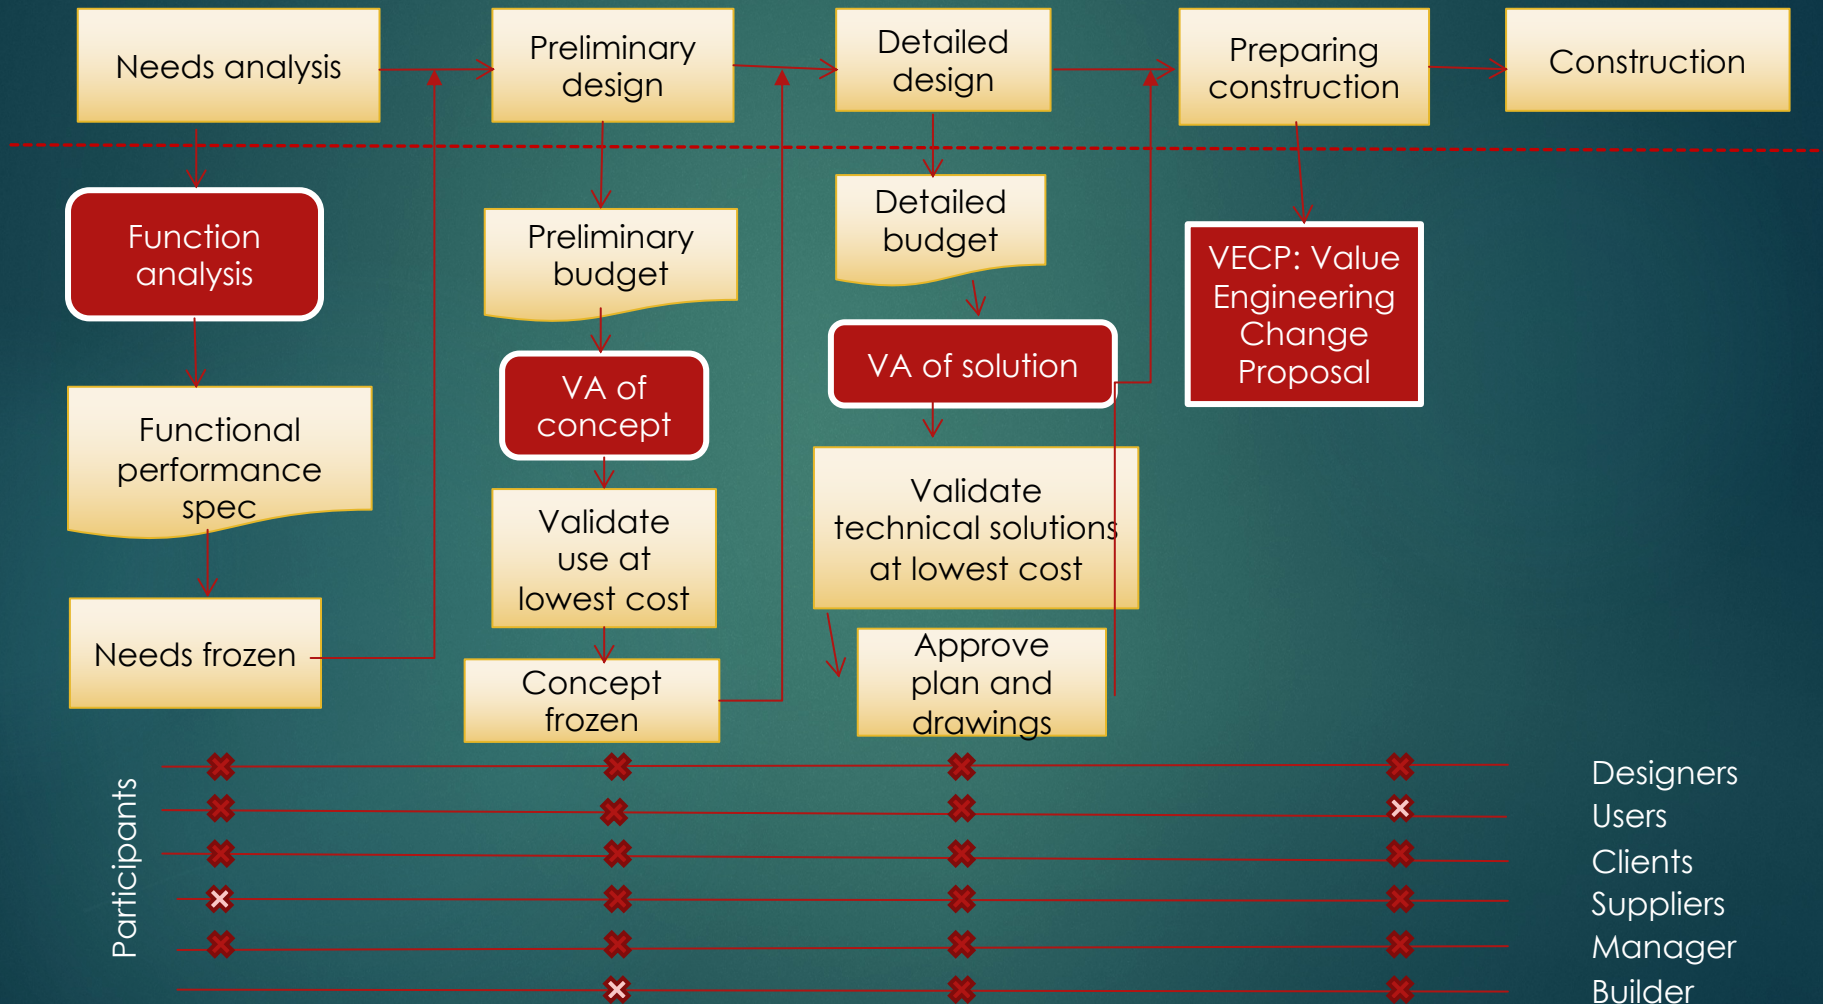 Needs analysis
Preliminary
design
Detailed
design
Preparing
construction
Construction
Function
analysis
Functional
performance
spec
Needs frozen
Preliminary
budget
VA of
concept
Validate
use at
lowest cost
Concept
frozen
Detailed
budget
VA of solution
Validate
technical solutions
at lowest cost
Approve
plan and
drawings
VECP: Value
Engineering
Change
Proposal
Participants
Designers
Users
Clients
Suppliers
Manager
Builder